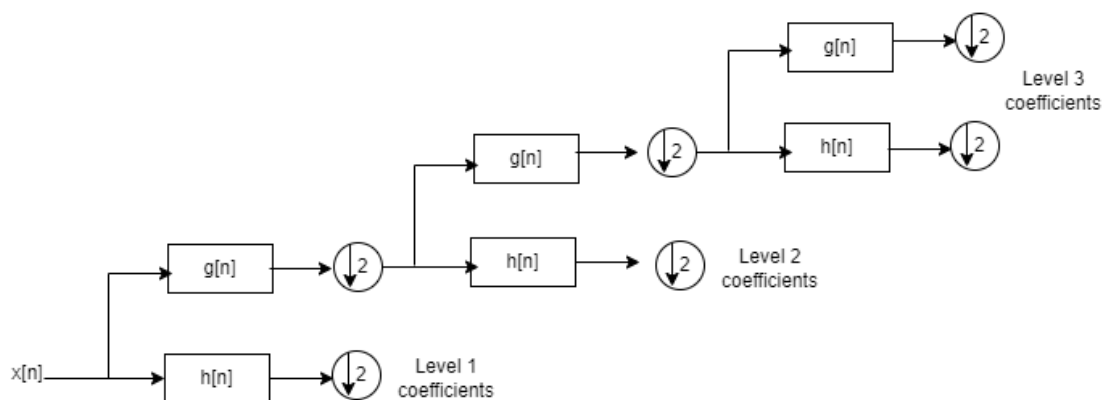 g[n]
2
Level 3
coefficients
h[n]
2
g[n]
2
h[n]
2
Level 2
coefficients
g[n]
2
x[n]
h[n]
2
Level 1
coefficients